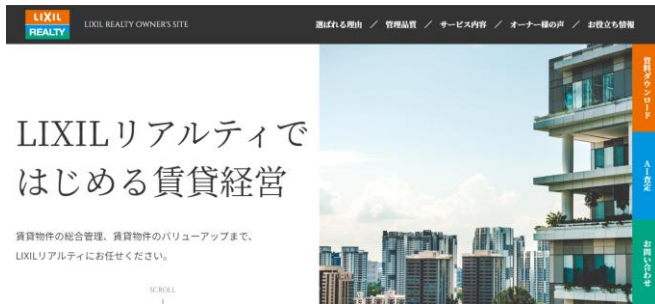 LIXIL
REALTY
LIXIL REALTY OWNER'S SITE
選ばれる理由 / 管理品質 / サービス内容 / オーナー様の声 / お役立ち情報
資料ダウンロード
LIXILリアルティで
はじめる賃貸経営
AI査定
賃貸物件の総合管理、賃貸物件のバリューアップまで、
LIXILリアルティにお任せください。
お問い合わせ
SCROLL